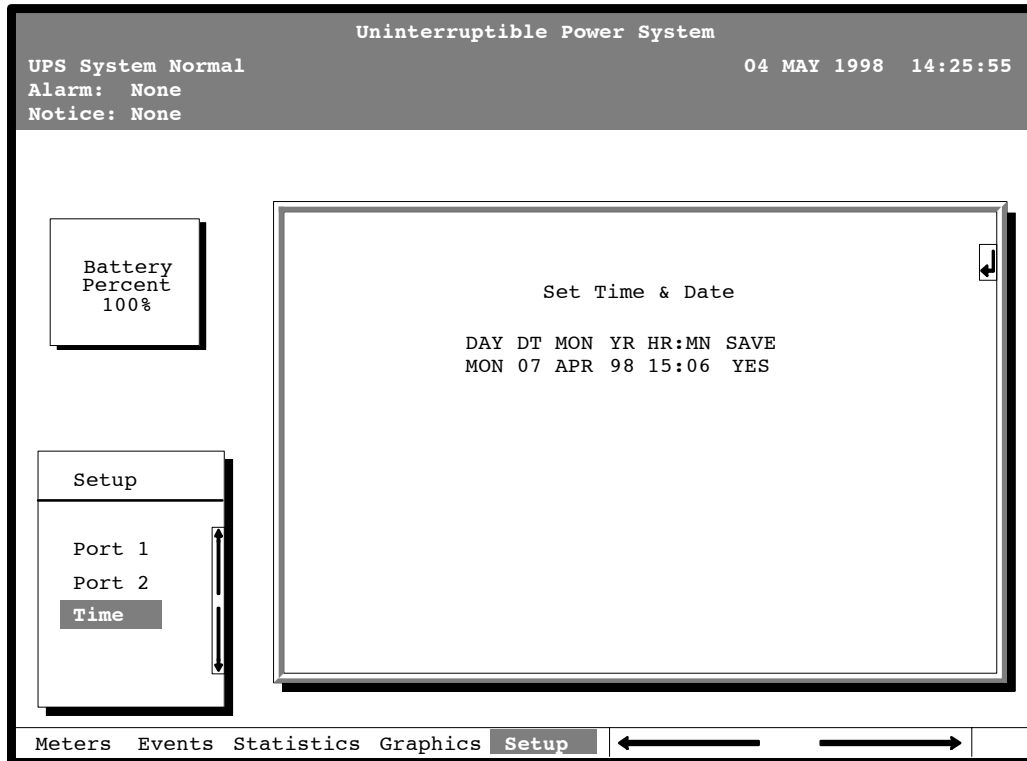 Uninterruptible Power System
UPS System Normal 04 MAY 1998 14:25:55
Alarm: None
Notice: None
Battery
Percent
100%
Set Time & Date
DAY DT MON YR HR:MN SAVE
MON 07 APR 98 15:06 YES
Setup
Port 1
Port 2
Time
Meters Events Statistics Graphics Setup